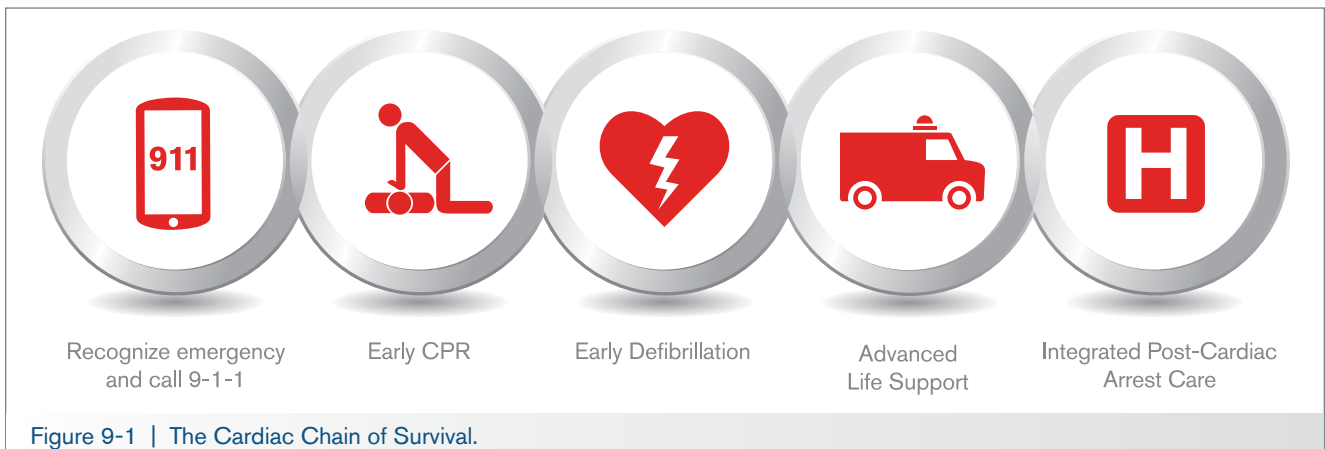 911
H
Recognize emergency
and call 9-1-1
Early CPR
Early Defibrillation
Advanced
Life Support
Integrated Post-Cardiac
Arrest Care
Figure 9-1 | The Cardiac Chain of Survival.